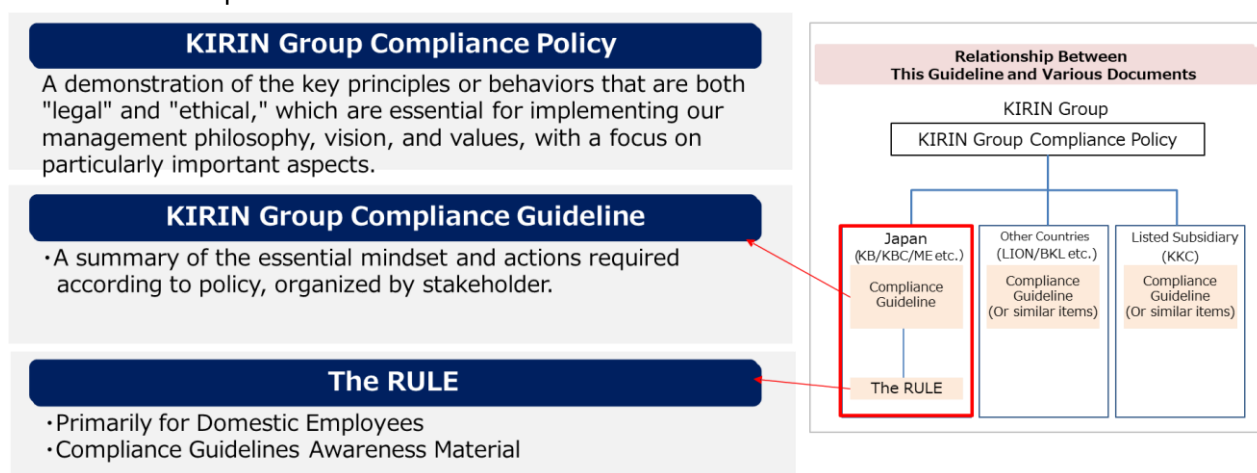 KIRIN Group Compliance Policy
A demonstration of the key principles or behaviors that are both
"legal" and "ethical," which are essential for implementing our
management philosophy, vision, and values, with a focus on
particularly important aspects.
KIRIN Group Compliance Guideline
・A summary of the essential mindset and actions required
according to policy, organized by stakeholder.
The RULE
・Primarily for Domestic Employees
・Compliance Guidelines Awareness Material
Relationship Between
This Guideline and Various Documents
KIRIN Group
KIRIN Group Compliance Policy
Japan
(KB/KBC/ME etc.)
Compliance
Guideline
The RULE
Other Countries
(LION/BKL etc.)
Compliance
Guideline
(Or similar items)
Listed Subsidiary
(KKC)
Compliance
Guideline
(Or similar items)